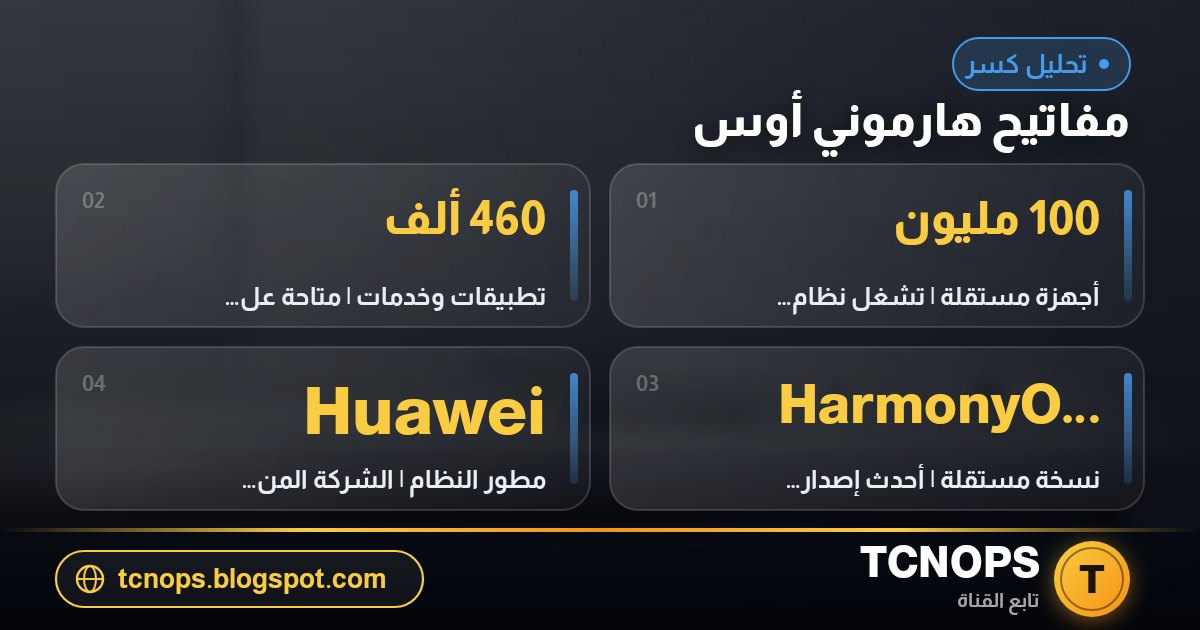 تحليل كسر
مفاتيح هارموني أوس
01
100 مليون
أجهزة مستقلة | تشغل نظام...
02
460 ألف
تطبيقات وخدمات | متاحة عل...
03
HarmonyO...
نسخة مستقلة | أحدث إصدار...
04
Huawei
مطور النظام | الشركة المن...
T
TCNOPS
تابع القناة
tcnops.blogspot.com